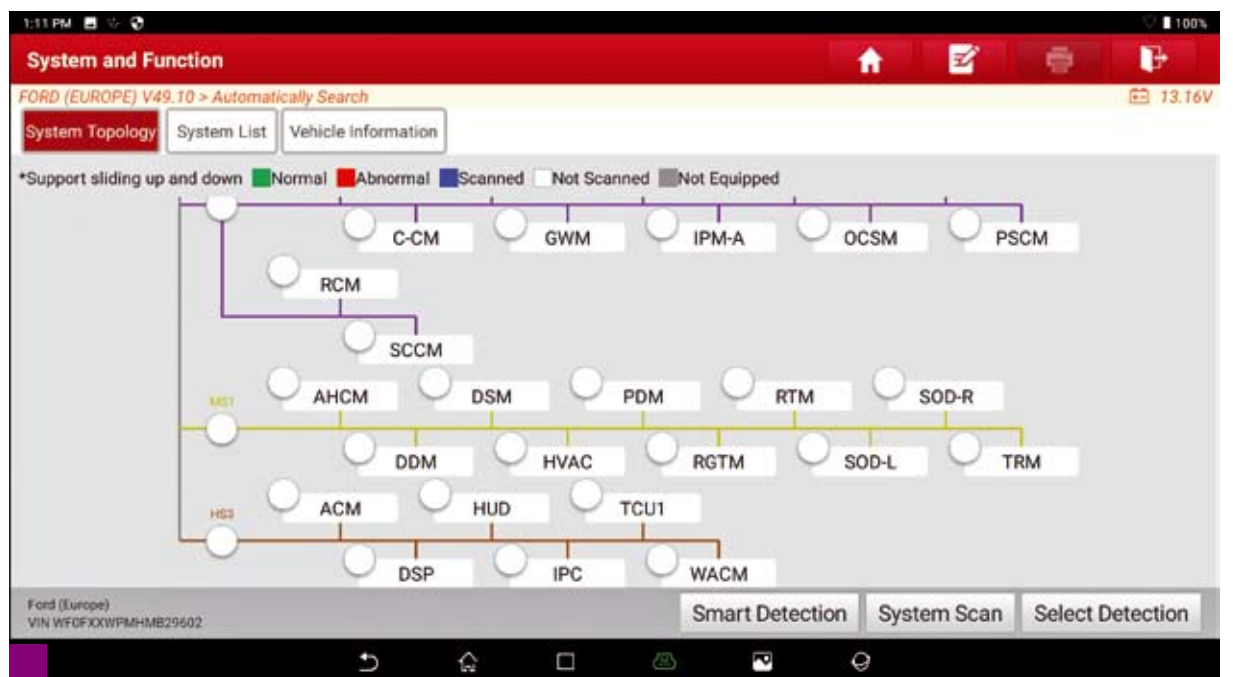 1:11 PM 100%
System and Function
FORD (EUROPE) V49.10 > Automatically Search 13.16V
System Topology System List Vehicle Information
*Support sliding up and down Normal Abnormal Scanned Not Scanned Not Equipped
C-CM GWM IPM-A OCSM PSCM
RCM
SCCM
AHCM DSM PDM RTM SOD-R
MS1
DDM HVAC RGTM SOD-L TRM
ACM HUD TCU1
HS3
DSP IPC WACM
Ford (Europe)
VIN WF0FXXWPMHMB29602
Smart Detection System Scan Select Detection